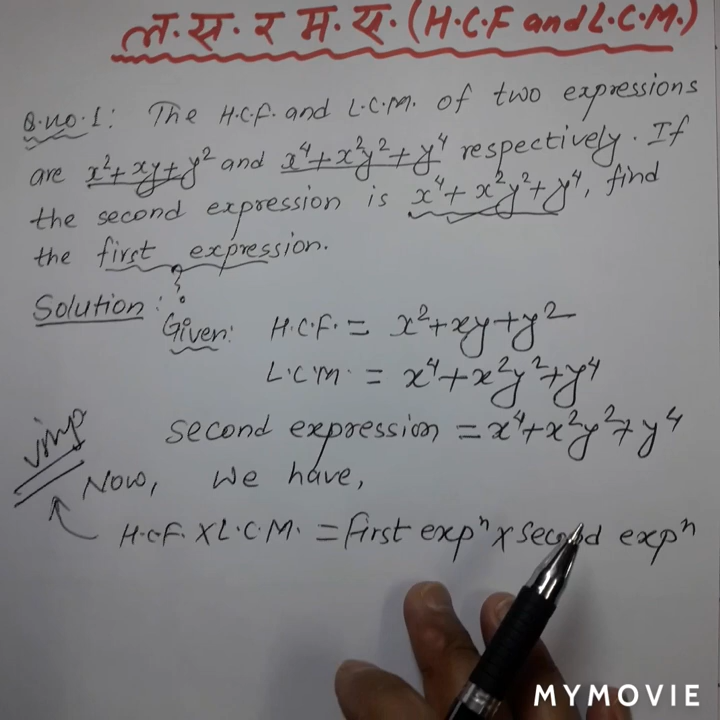 ल.स. र म.स. (H.C.F and L.C.M.)
Q.no.1: The H.C.F. and L.C.M. of two expressions
are x²+xy+y² and x⁴+x²y²+y⁴ respectively. If
the second expression is x⁴+x²y²+y⁴, find
the first expression.
?
Solution:
Given: H.C.F. = x²+xy+y²
L.C.M. = x⁴+x²y²+y⁴
second expression = x⁴+x²y²+y⁴
vimp
Now, We have,
H.C.F. X L.C.M. = first expⁿ X second expⁿ
MYMOVIE